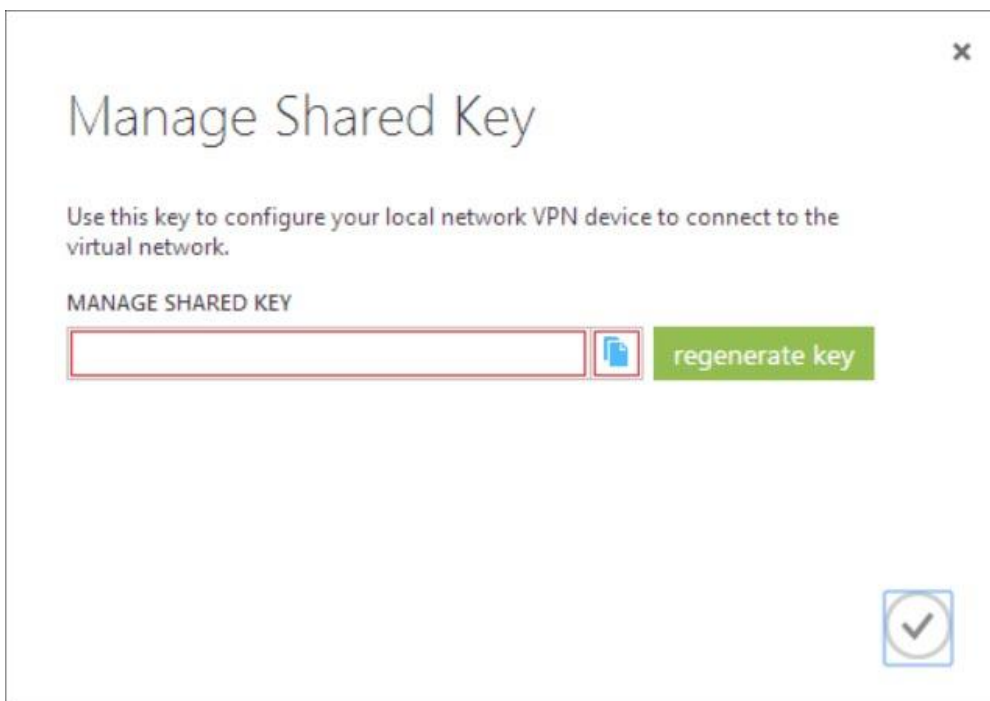 Manage Shared Key
Use this key to configure your local network VPN device to connect to the
virtual network.
MANAGE SHARED KEY
regenerate key